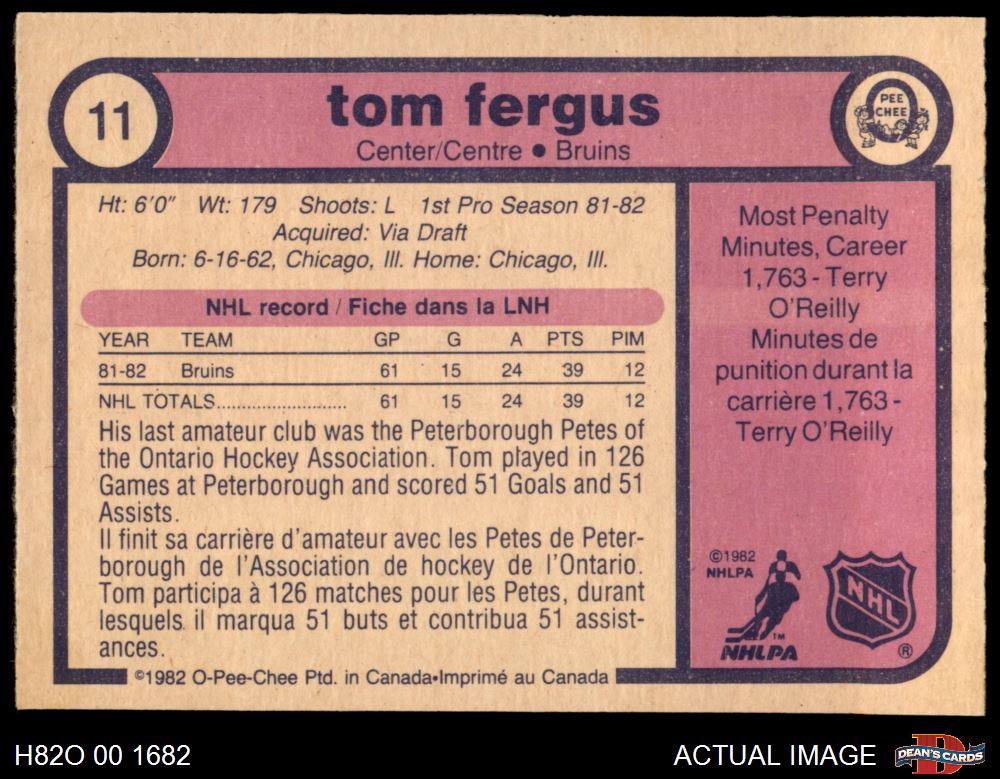 11
tom fergus
Center/Centre • Bruins
O
PEE
CHEE
Ht: 6'0" Wt: 179 Shoots: L 1st Pro Season 81-82
Acquired: Via Draft
Born: 6-16-62, Chicago, Ill. Home: Chicago, Ill.
NHL record / Fiche dans la LNH
YEAR TEAM GP G A PTS PIM
81-82 Bruins 61 15 24 39 12
NHL TOTALS........................ 61 15 24 39 12
His last amateur club was the Peterborough Petes of
the Ontario Hockey Association. Tom played in 126
Games at Peterborough and scored 51 Goals and 51
Assists.
Il finit sa carrière d'amateur avec les Petes de Peter-
borough de l'Association de hockey de l'Ontario.
Tom participa à 126 matches pour les Petes, durant
lesquels il marqua 51 buts et contribua 51 assist-
ances.
©1982 O-Pee-Chee Ptd. in Canada•Imprimé au Canada
Most Penalty
Minutes, Career
1,763 - Terry
O'Reilly
Minutes de
punition durant la
carrière 1,763 -
Terry O'Reilly
©1982
NHLPA
TM
NHLPA
NHL
®
H82O 00 1682
ACTUAL IMAGE
D
DEAN'S CARDS